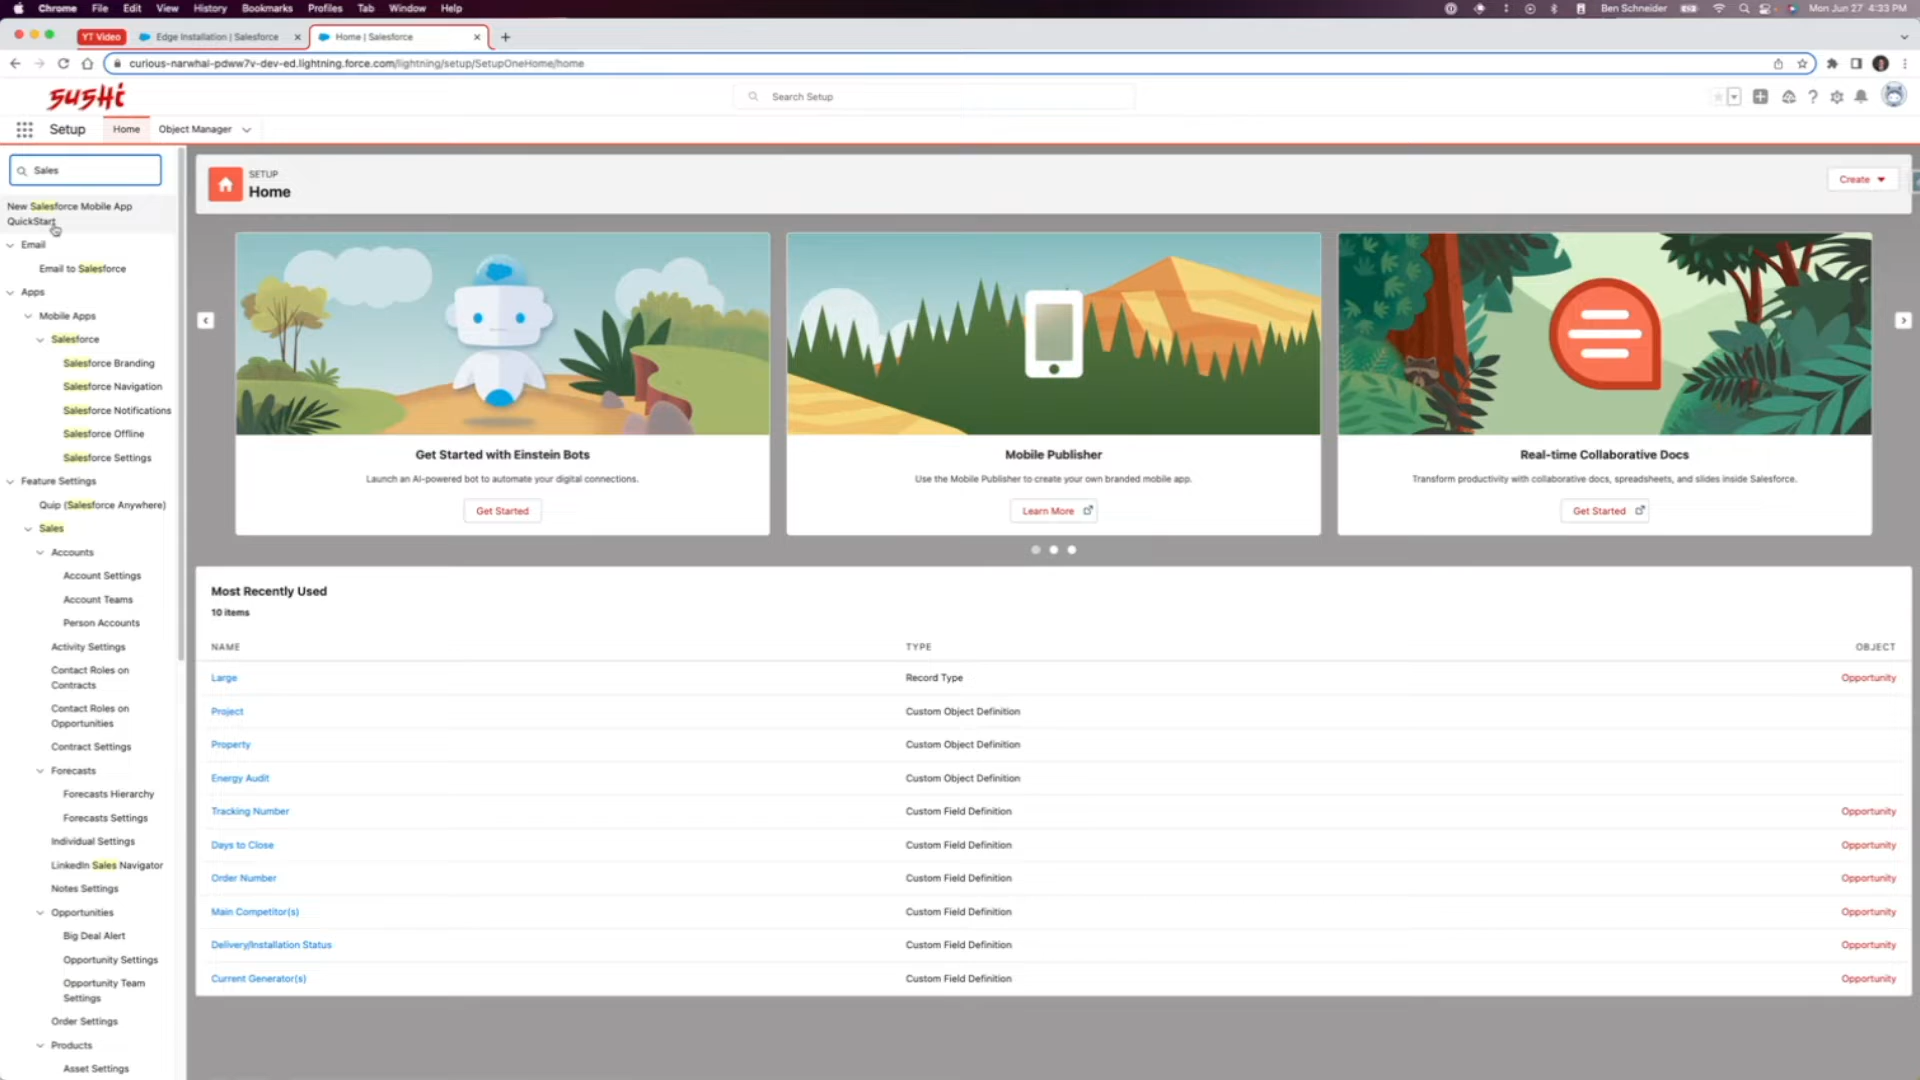 Chrome File Edit View History Bookmarks Profiles Tab Window Help Ben Schneider Mon Jun 27 4:33 PM
YT Video Edge Installation | Salesforce Home | Salesforce
curious-narwhal-pdww7v-dev-ed.lightning.force.com/lightning/setup/SetupOneHome/home
SUSHI
Search Setup
Setup Home Object Manager
Sales
New Salesforce Mobile App
QuickStart
Email
Email to Salesforce
Apps
Mobile Apps
Salesforce
Salesforce Branding
Salesforce Navigation
Salesforce Notifications
Salesforce Offline
Salesforce Settings
Feature Settings
Quip (Salesforce Anywhere)
Sales
Accounts
Account Settings
Account Teams
Person Accounts
Activity Settings
Contact Roles on
Contracts
Contact Roles on
Opportunities
Contract Settings
Forecasts
Forecasts Hierarchy
Forecasts Settings
Individual Settings
LinkedIn Sales Navigator
Notes Settings
Opportunities
Big Deal Alert
Opportunity Settings
Opportunity Team
Settings
Order Settings
Products
Asset Settings
SETUP
Home
Create
Get Started with Einstein Bots
Launch an AI-powered bot to automate your digital connections.
Get Started
Mobile Publisher
Use the Mobile Publisher to create your own branded mobile app.
Learn More
Real-time Collaborative Docs
Transform productivity with collaborative docs, spreadsheets, and slides inside Salesforce.
Get Started
Most Recently Used
10 items
NAME TYPE OBJECT
Large Record Type Opportunity
Project Custom Object Definition
Property Custom Object Definition
Energy Audit Custom Object Definition
Tracking Number Custom Field Definition Opportunity
Days to Close Custom Field Definition Opportunity
Order Number Custom Field Definition Opportunity
Main Competitor(s) Custom Field Definition Opportunity
Delivery/Installation Status Custom Field Definition Opportunity
Current Generator(s) Custom Field Definition Opportunity